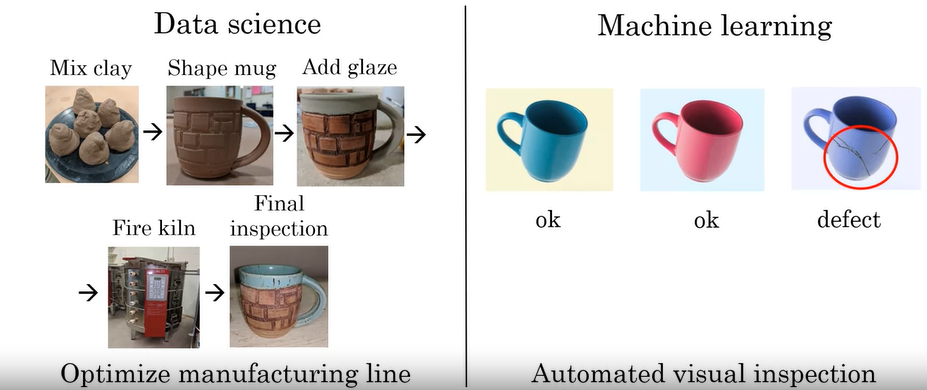 Data science
Mix clay
Shape mug
Add glaze
Fire kiln
Final
inspection
Optimize manufacturing line
Machine learning
ok
ok
defect
Automated visual inspection